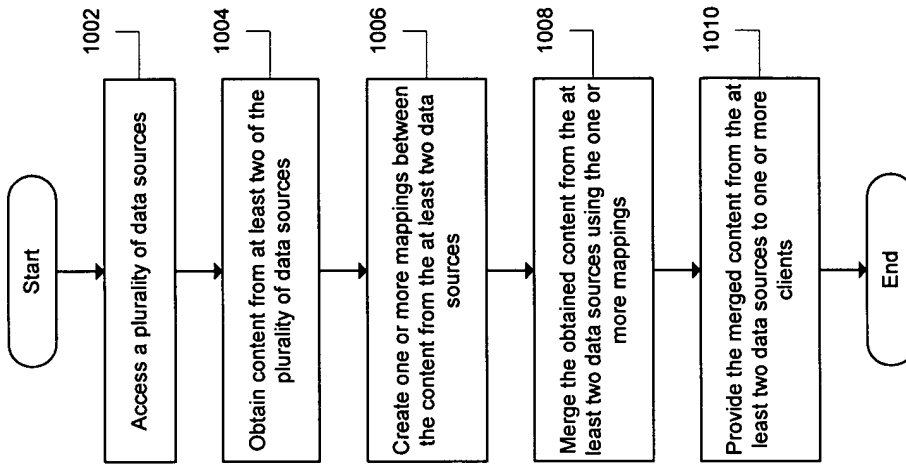 Start
1002
Access a plurality of data sources
1004
Obtain content from at least two of the
plurality of data sources
1006
Create one or more mappings between
the content from the at least two data
sources
1008
Merge the obtained content from the at
least two data sources using the one or
more mappings
1010
Provide the merged content from the at
least two data sources to one or more
clients
End